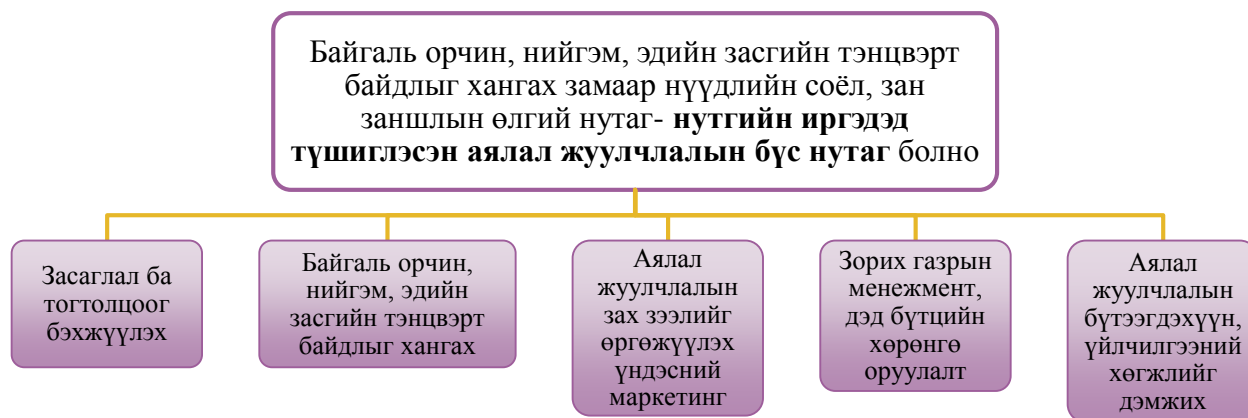 Байгаль орчин, нийгэм, эдийн засгийн тэнцвэрт
байдлыг хангах замаар нүүдлийн соёл, зан
заншлын өлгий нутаг- нутгийн иргэдэд
түшиглэсэн аялал жуулчлалын бүс нутаг болно
Засаглал ба
тогтолцоог
бэхжүүлэх
Байгаль орчин,
нийгэм, эдийн
засгийн тэнцвэрт
байдлыг хангах
Аялал
жуулчлалын
зах зээлийг
өргөжүүлэх
үндэсний
маркетинг
Зорих газрын
менежмент,
дэд бүтцийн
хөрөнгө
оруулалт
Аялал
жуулчлалын
бүтээгдэхүүн,
үйлчилгээний
хөгжлийг
дэмжих